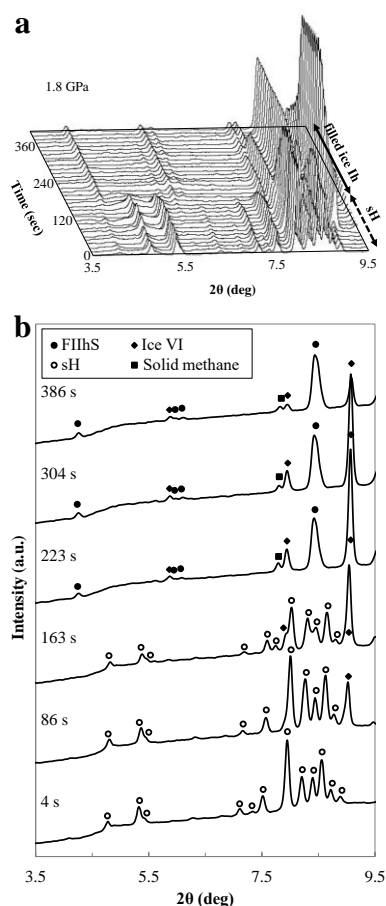 a
1.8 GPa
360
240
120
0
Time (sec)
filled ice Ih
sH
3.5 5.5 7.5 9.5
2θ (deg)
b
● FIIhS ◆ Ice VI
○ sH ■ Solid methane
386 s
304 s
223 s
163 s
86 s
4 s
Intensity (a.u.)
3.5 5.5 7.5 9.5
2θ (deg)